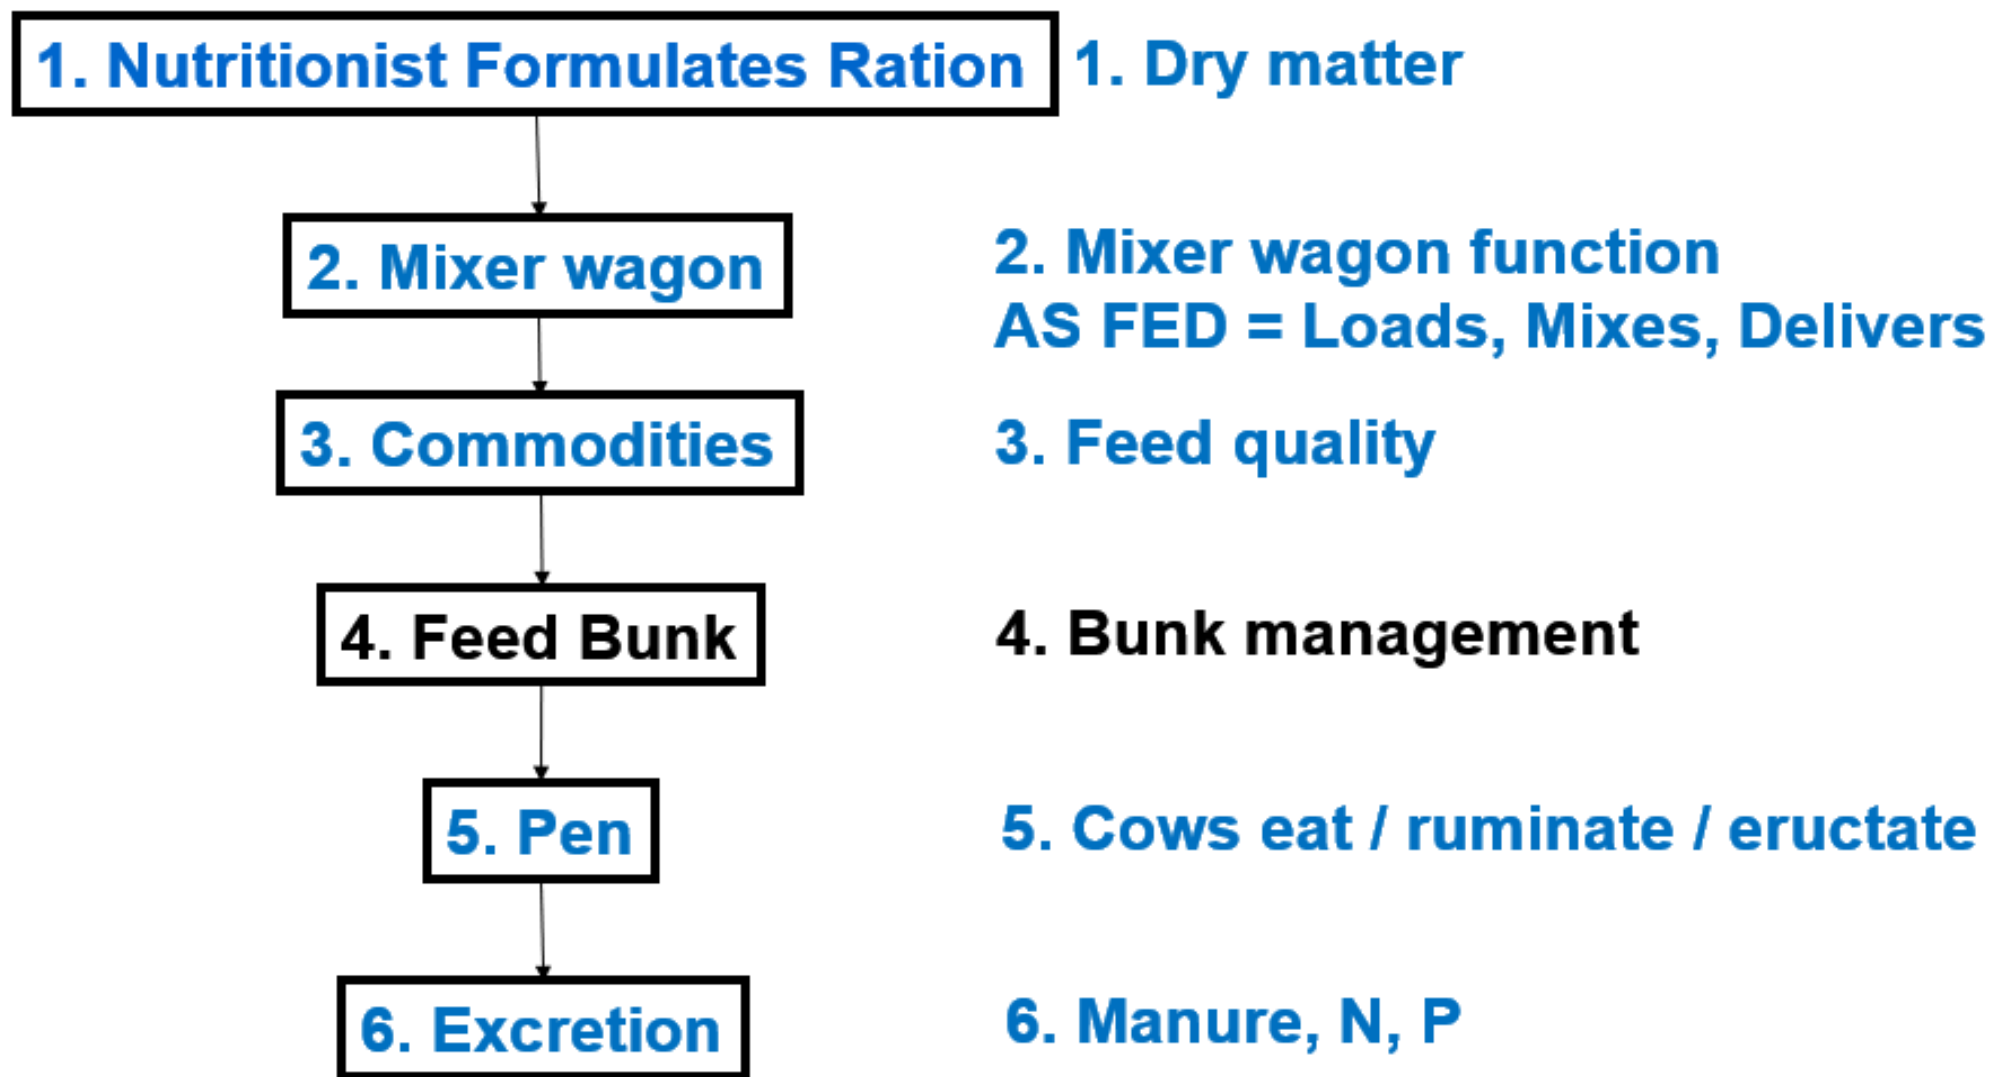 1. Nutritionist Formulates Ration
1. Dry matter
2. Mixer wagon
2. Mixer wagon function
AS FED = Loads, Mixes, Delivers
3. Commodities
3. Feed quality
4. Feed Bunk
4. Bunk management
5. Pen
5. Cows eat / ruminate / eructate
6. Excretion
6. Manure, N, P